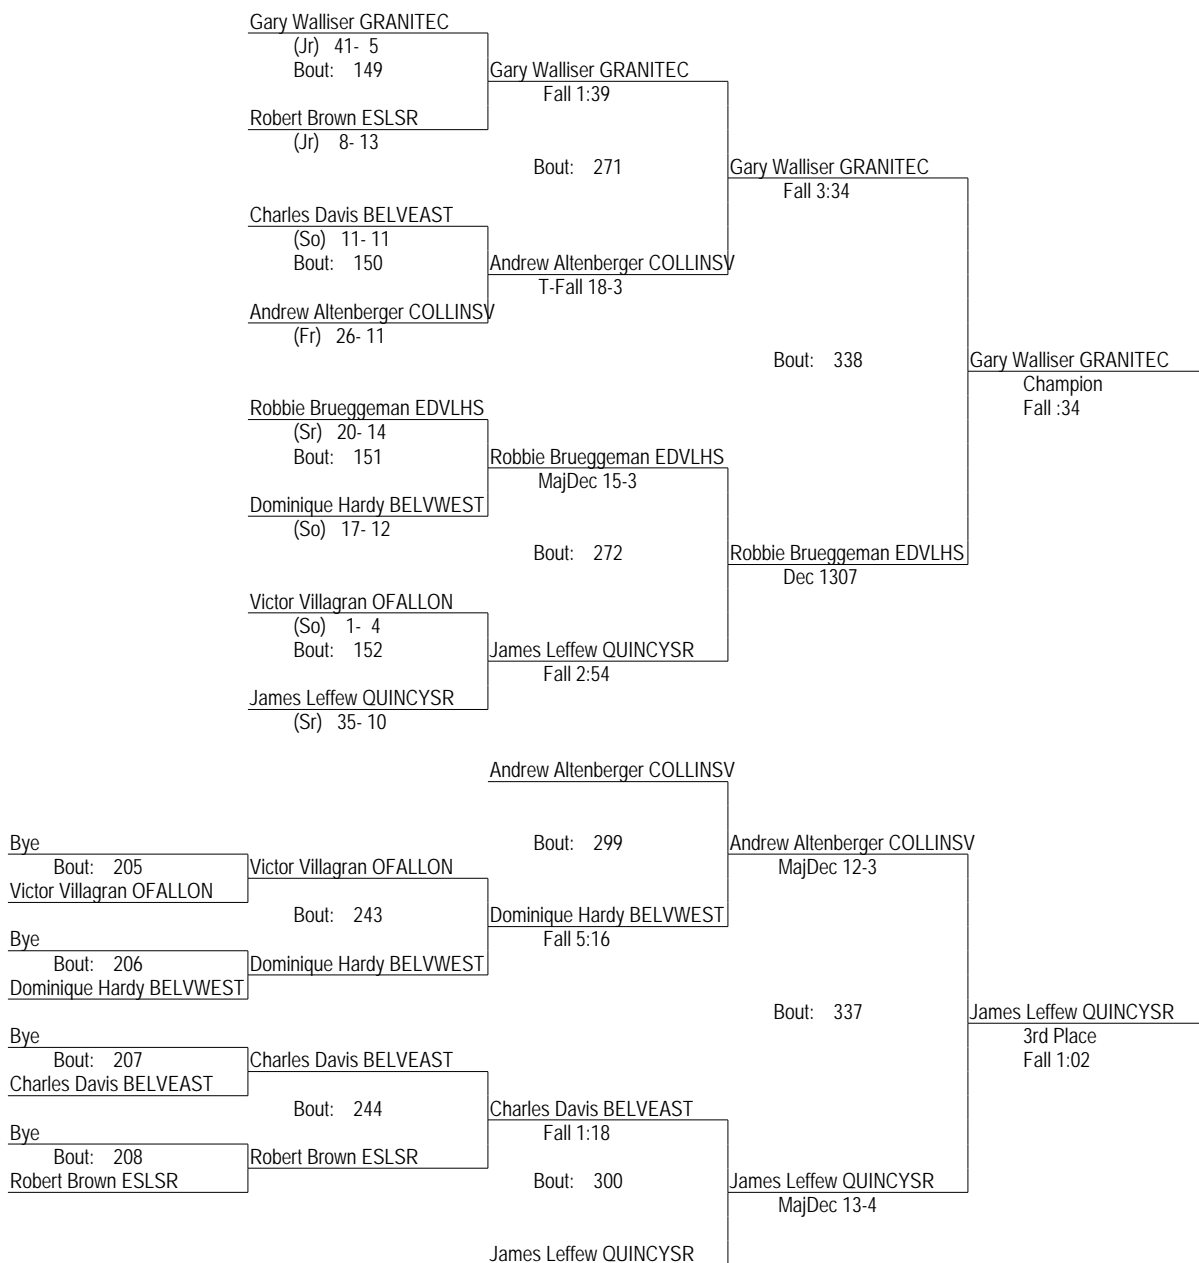 Gary Walliser GRANITEC
(Jr) 41- 5
Bout: 149
Gary Walliser GRANITEC
Fall 1:39
Robert Brown ESLSR
(Jr) 8- 13
Bout: 271
Gary Walliser GRANITEC
Fall 3:34
Charles Davis BELVEAST
(So) 11- 11
Bout: 150
Andrew Altenberger COLLINSV
T-Fall 18-3
Andrew Altenberger COLLINSV
(Fr) 26- 11
Bout: 338
Gary Walliser GRANITEC
Champion
Fall :34
Robbie Brueggeman EDVLHS
(Sr) 20- 14
Bout: 151
Robbie Brueggeman EDVLHS
MajDec 15-3
Dominique Hardy BELVWEST
(So) 17- 12
Bout: 272
Robbie Brueggeman EDVLHS
Dec 1307
Victor Villagran OFALLON
(So) 1- 4
Bout: 152
James Leffew QUINCYSR
Fall 2:54
James Leffew QUINCYSR
(Sr) 35- 10
Andrew Altenberger COLLINSV
Bout: 299
Andrew Altenberger COLLINSV
MajDec 12-3
Bye
Bout: 205
Victor Villagran OFALLON
Victor Villagran OFALLON
Bout: 243
Dominique Hardy BELVWEST
Fall 5:16
Bye
Bout: 206
Dominique Hardy BELVWEST
Dominique Hardy BELVWEST
Bout: 337
James Leffew QUINCYSR
3rd Place
Fall 1:02
Bye
Bout: 207
Charles Davis BELVEAST
Charles Davis BELVEAST
Bout: 244
Charles Davis BELVEAST
Fall 1:18
Bye
Bout: 208
Robert Brown ESLSR
Robert Brown ESLSR
Bout: 300
James Leffew QUINCYSR
MajDec 13-4
James Leffew QUINCYSR